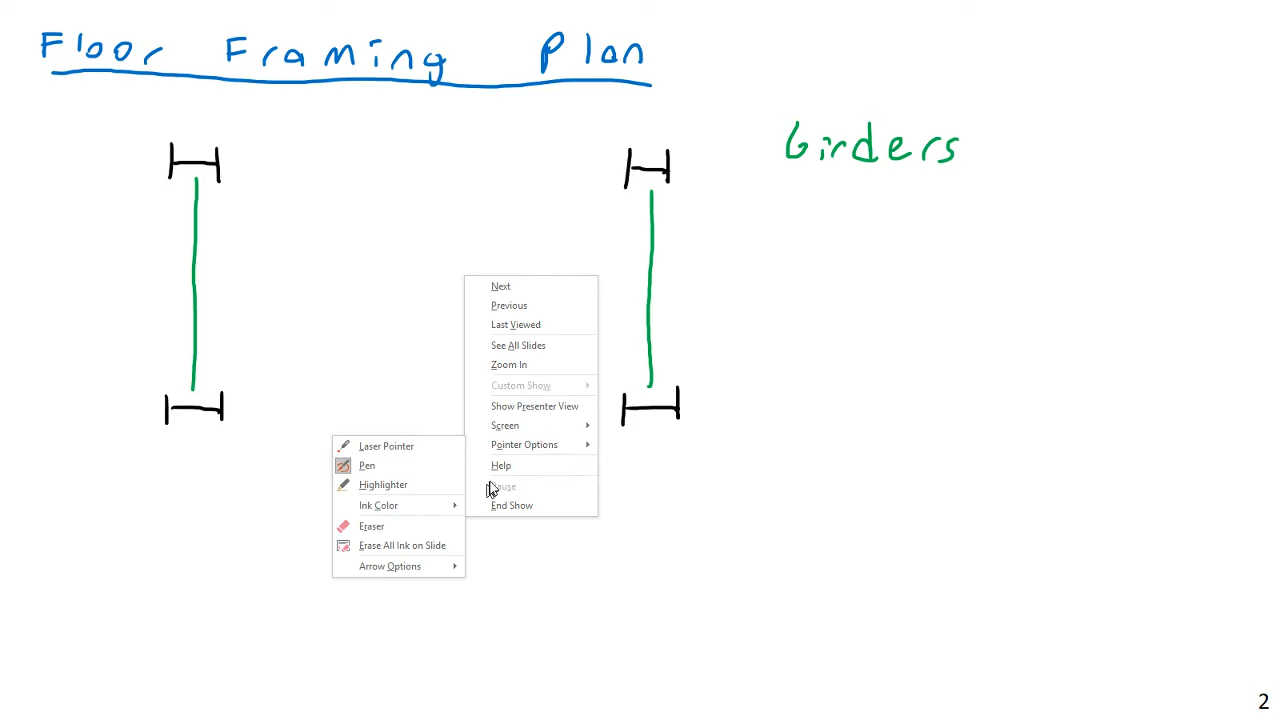 Floor Framing Plan
Girders
Next
Previous
Last Viewed
See All Slides
Zoom In
Custom Show
Show Presenter View
Screen
Pointer Options
Help
End Show
Laser Pointer
Pen
Highlighter
Ink Color
Eraser
Erase All Ink on Slide
Arrow Options
2